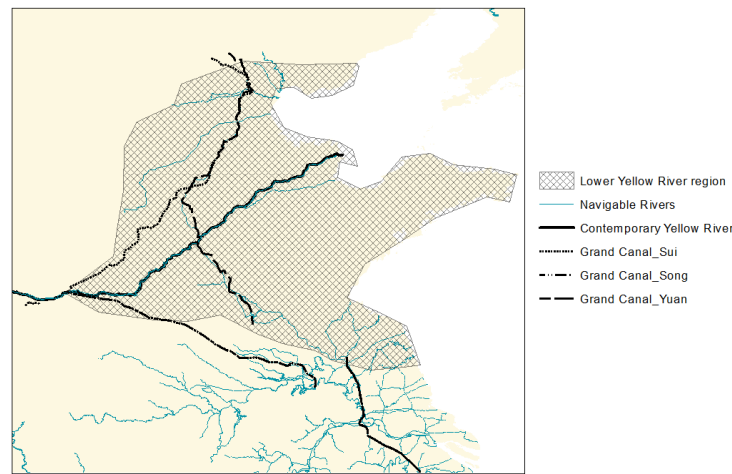 Lower Yellow River region
Navigable Rivers
Contemporary Yellow River
Grand Canal_Sui
Grand Canal_Song
Grand Canal_Yuan